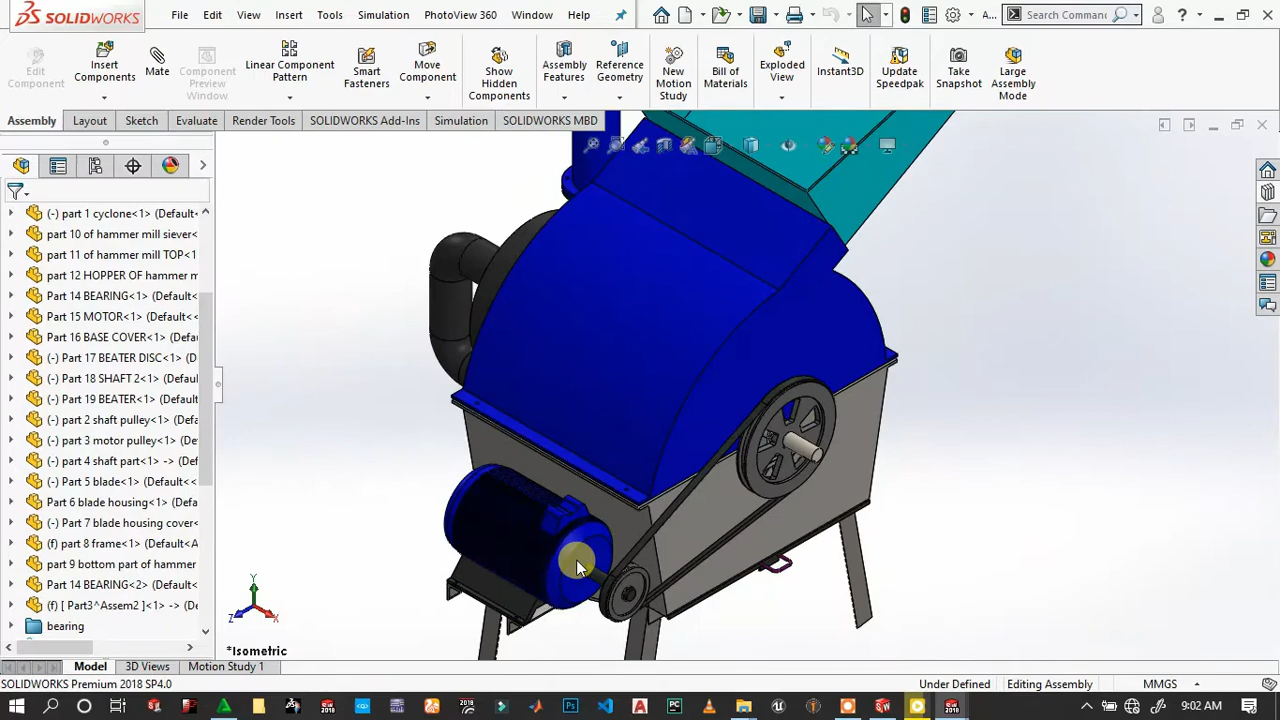 SOLIDWORKS File Edit View Insert Tools Simulation PhotoView 360 Window Help A... Search Comman ?
Edit Component
Insert Components
Mate
Component Preview Window
Linear Component Pattern
Smart Fasteners
Move Component
Show Hidden Components
Assembly Features
Reference Geometry
New Motion Study
Bill of Materials
Exploded View
Instant3D
Update Speedpak
Take Snapshot
Large Assembly Mode
Assembly Layout Sketch Evaluate Render Tools SOLIDWORKS Add-Ins Simulation SOLIDWORKS MBD
(-) part 1 cyclone<1> (Default<
part 10 of hammer mill siever<
part 11 of hammer mill TOP<1
part 12 HOPPER OF hammer m
Part 14 BEARING<1> (Default<
Part 15 MOTOR<1> (Default<
Part 16 BASE COVER<1> (Defa
(-) Part 17 BEATER DISC<1> (D
(-) Part 18 SHAFT 2<1> (Defau
(-) Part 19 BEATER<1> (Defau
(-) part 2 shaft pulley<1> (Def
(-) part 3 motor pulley<1> (De
(-) part 4 shaft part<1> -> (De
(-) Part 5 blade<1> (Default<
Part 6 blade housing<1> (Def
(-) Part 7 blade housing cover<
(f) part 8 frame<1> (Default<
part 9 bottom part of hammer
Part 14 BEARING<2> (Default<
(f) [ Part3^Assem2 ]<1> -> (D
bearing
Y
Z X
*Isometric
Model 3D Views Motion Study 1
SOLIDWORKS Premium 2018 SP4.0 Under Defined Editing Assembly MMGS
9:02 AM